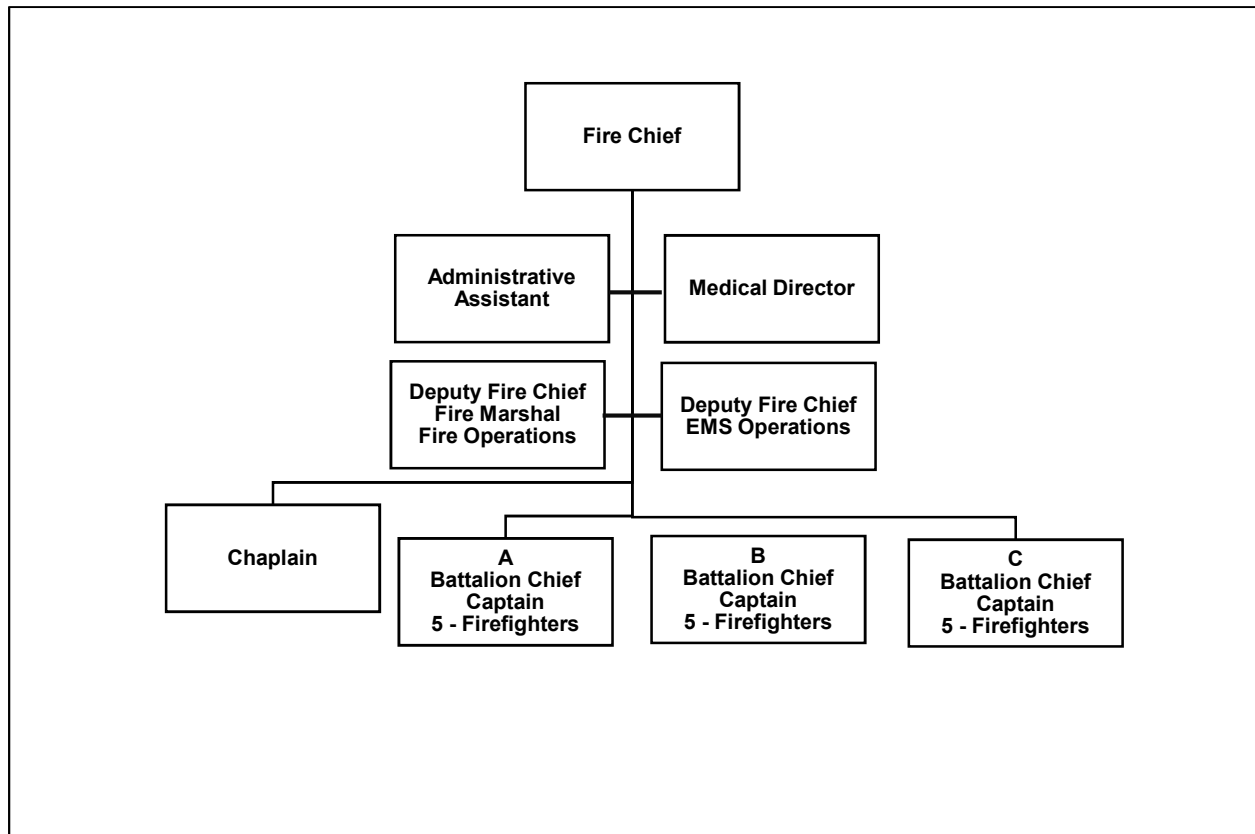 Fire Chief
Administrative
Assistant
Medical Director
Deputy Fire Chief
Fire Marshal
Fire Operations
Deputy Fire Chief
EMS Operations
Chaplain
A
Battalion Chief
Captain
5 - Firefighters
B
Battalion Chief
Captain
5 - Firefighters
C
Battalion Chief
Captain
5 - Firefighters